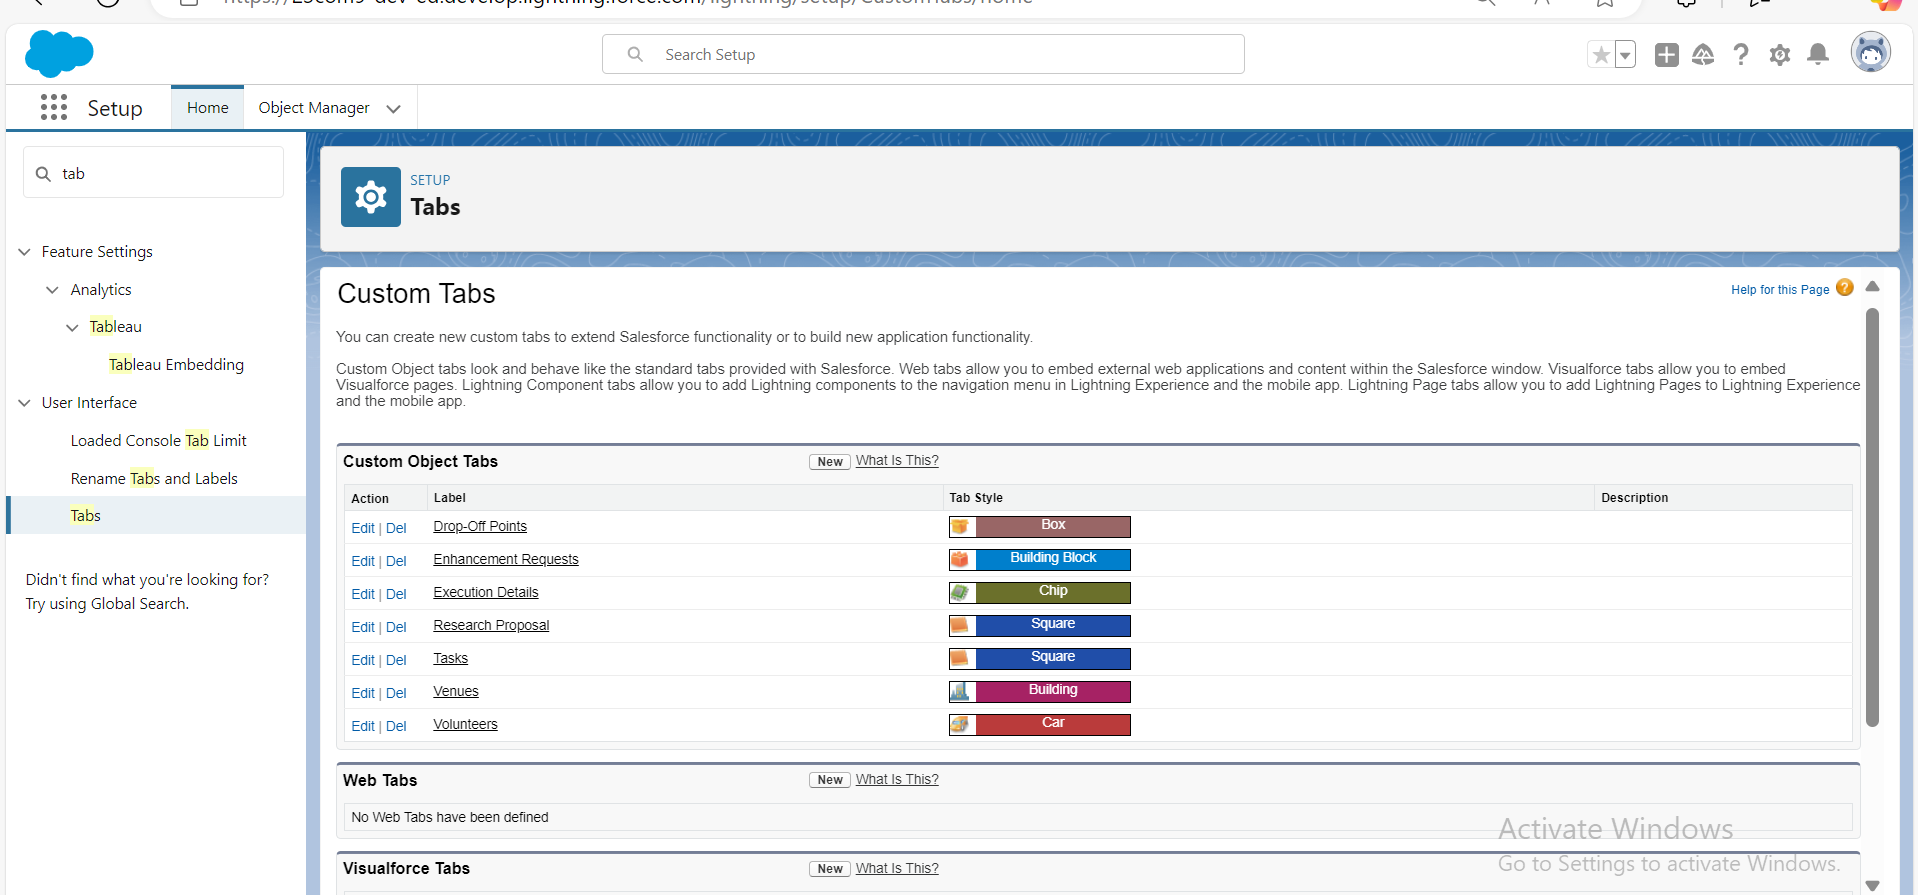 Search Setup
Setup
Home
Object Manager
tab
Feature Settings
Analytics
Tableau
Tableau Embedding
User Interface
Loaded Console Tab Limit
Rename Tabs and Labels
Tabs
Didn't find what you're looking for?
Try using Global Search.
SETUP
Tabs
Custom Tabs
Help for this Page
You can create new custom tabs to extend Salesforce functionality or to build new application functionality.
Custom Object tabs look and behave like the standard tabs provided with Salesforce. Web tabs allow you to embed external web applications and content within the Salesforce window. Visualforce tabs allow you to embed
Visualforce pages. Lightning Component tabs allow you to add Lightning components to the navigation menu in Lightning Experience and the mobile app. Lightning Page tabs allow you to add Lightning Pages to Lightning Experience
and the mobile app.
Custom Object Tabs New What Is This?
Action Label Tab Style Description
Edit | Del Drop-Off Points Box
Edit | Del Enhancement Requests Building Block
Edit | Del Execution Details Chip
Edit | Del Research Proposal Square
Edit | Del Tasks Square
Edit | Del Venues Building
Edit | Del Volunteers Car
Web Tabs New What Is This?
No Web Tabs have been defined
Activate Windows
Go to Settings to activate Windows.
Visualforce Tabs New What Is This?